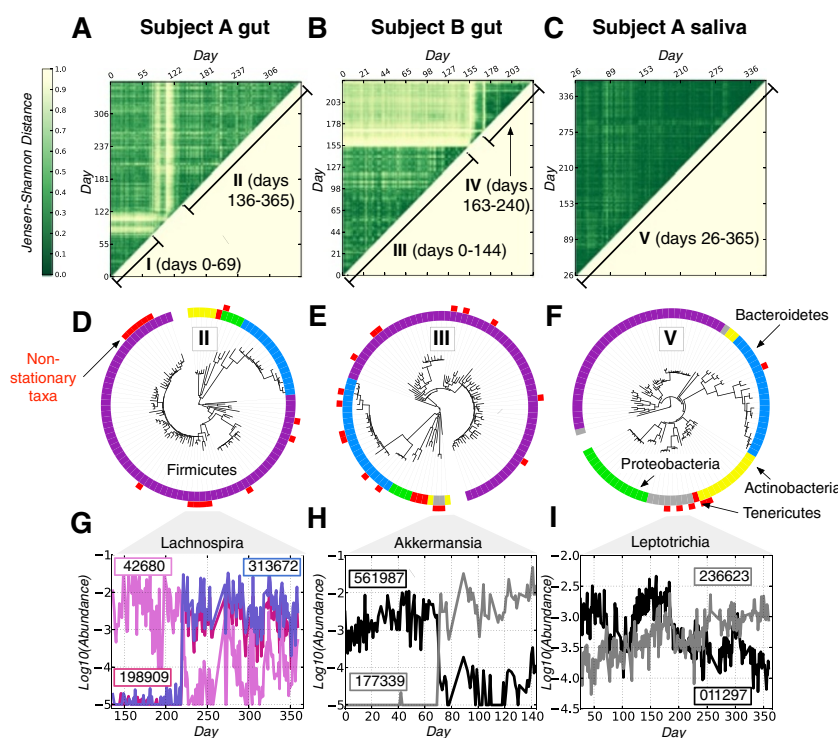 A Subject A gut
B Subject B gut
C Subject A saliva
Day
Day
Day
0 55 122 181 237 306
0 21 44 65 98 127 155 178 203
26 89 153 210 275 336
Jensen-Shannon Distance
1.0
0.9
0.8
0.7
0.6
0.5
0.4
0.3
0.2
0.1
0.0
Day
306
237
181
122
55
0
II (days
136-365)
I (days 0-69)
Day
203
178
155
127
98
65
44
21
0
IV (days
163-240)
III (days 0-144)
Day
336
275
210
153
89
26
V (days 26-365)
D
II
Non-
stationary
taxa
Firmicutes
E
III
F
V
Bacteroidetes
Proteobacteria
Actinobacteria
Tenericutes
G
Lachnospira
Log10(Abundance)
−1
−2
−3
−4
−5
42680
313672
198909
150 200 250 300 350
Day
H
Akkermansia
Log10(Abundance)
−1
−2
−3
−4
−5
561987
177339
0 20 40 60 80 100 120 140
Day
I
Leptotrichia
Log10(Abundance)
−2.0
−2.5
−3.0
−3.5
−4.0
−4.5
236623
011297
50 100 150 200 250 300 350
Day